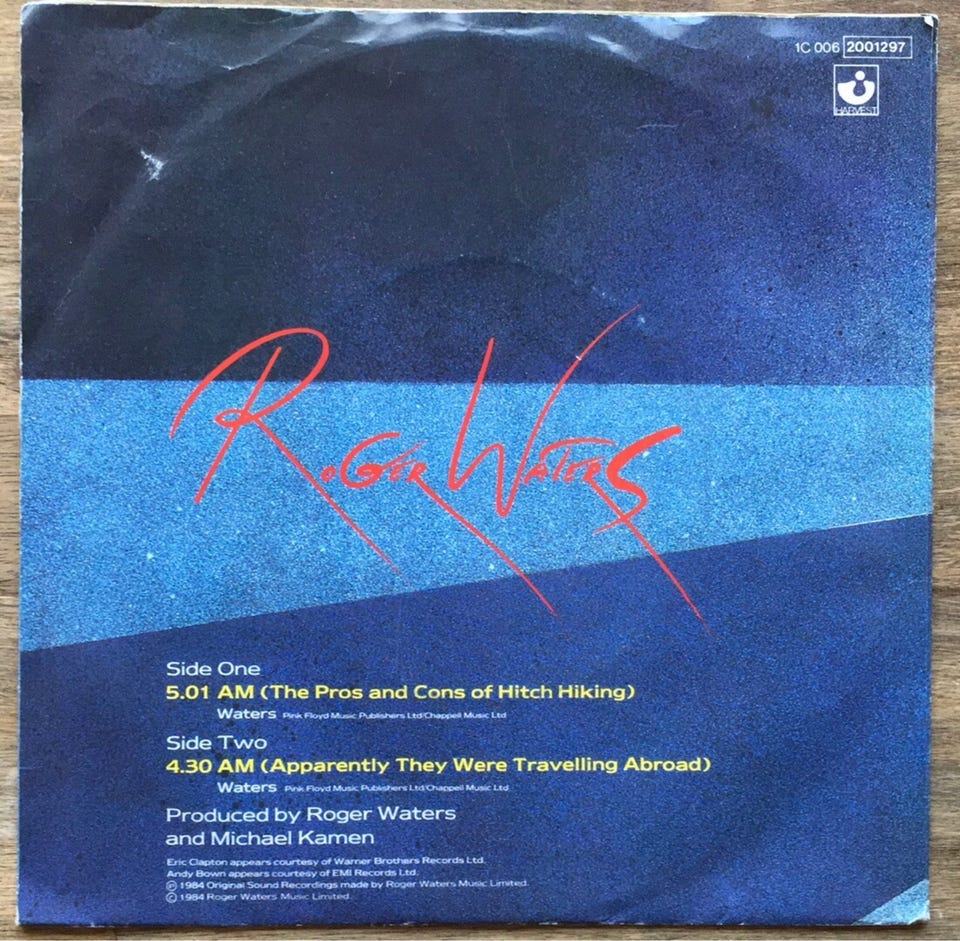 1C 006 2001297
HARVEST
Roger Waters
Side One
5.01 AM (The Pros and Cons of Hitch Hiking)
Waters Pink Floyd Music Publishers Ltd/Chappell Music Ltd
Side Two
4.30 AM (Apparently They Were Travelling Abroad)
Waters Pink Floyd Music Publishers Ltd/Chappell Music Ltd
Produced by Roger Waters
and Michael Kamen
Eric Clapton appears courtesy of Warner Brothers Records Ltd.
Andy Bown appears courtesy of EMI Records Ltd.
℗ 1984 Original Sound Recordings made by Roger Waters Music Limited.
© 1984 Roger Waters Music Limited.